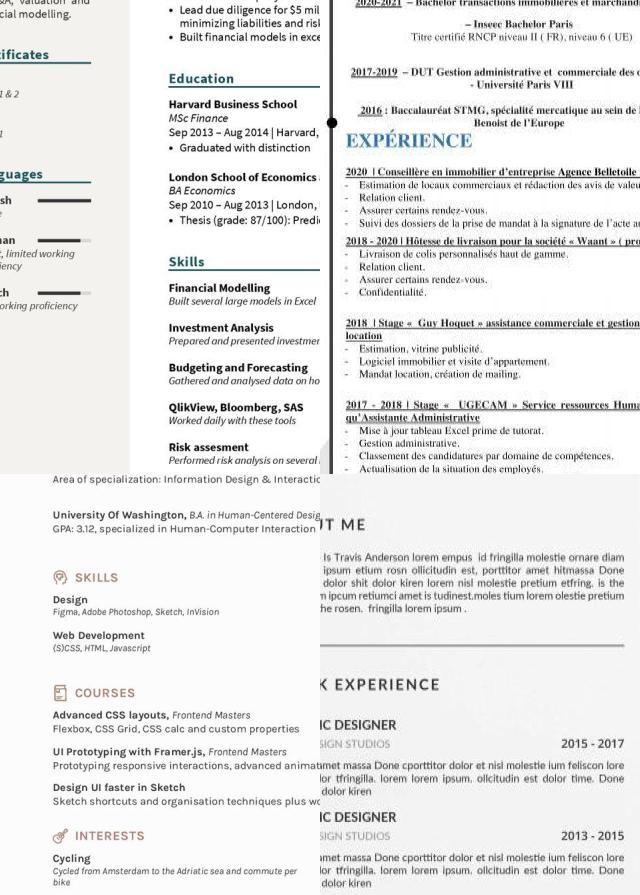 &A, valuation and
cial modelling.
tificates
1 & 2
guages
sh
e
man
t, limited working
iency
ch
orking proficiency
• Lead due diligence for $5 mil
minimizing liabilities and risk
• Built financial models in exce
Education
Harvard Business School
MSc Finance
Sep 2013 – Aug 2014 | Harvard,
• Graduated with distinction
London School of Economics
BA Economics
Sep 2010 – Aug 2013 | London,
• Thesis (grade: 87/100): Predi
Skills
Financial Modelling
Built several large models in Excel
Investment Analysis
Prepared and presented investmen
Budgeting and Forecasting
Gathered and analysed data on ho
QlikView, Bloomberg, SAS
Worked daily with these tools
Risk assesment
Performed risk analysis on several
2020-2021 – Bachelor transactions immobilières et marchand
– Inseec Bachelor Paris
Titre certifié RNCP niveau II ( FR), niveau 6 ( UE)
2017-2019 – DUT Gestion administrative et commerciale des o
- Université Paris VIII
2016 : Baccalauréat STMG, spécialité mercatique au sein de l
Benoist de l'Europe
EXPÉRIENCE
2020 | Conseillère en immobilier d'entreprise Agence Belletoile
- Estimation de locaux commerciaux et rédaction des avis de valeu
- Relation client.
- Assurer certains rendez-vous.
- Suivi des dossiers de la prise de mandat à la signature de l'acte au
2018 - 2020 | Hôtesse de livraison pour la société « Waant » ( pro
- Livraison de colis personnalisés haut de gamme.
- Relation client.
- Assurer certains rendez-vous.
- Confidentialité.
2018 | Stage « Guy Hoquet » assistance commerciale et gestion
location
- Estimation, vitrine publicité.
- Logiciel immobilier et visite d'appartement.
- Mandat location, création de mailing.
2017 - 2018 | Stage « UGECAM » Service ressources Huma
qu'Assistante Administrative
- Mise à jour tableau Excel prime de tutorat.
- Gestion administrative.
- Classement des candidatures par domaine de compétences.
- Actualisation de la situation des employés.
Area of specialization: Information Design & Interactio
University Of Washington, B.A. in Human-Centered Desig
GPA: 3.12, specialized in Human-Computer Interaction
SKILLS
Design
Figma, Adobe Photoshop, Sketch, InVision
Web Development
(S)CSS, HTML, Javascript
COURSES
Advanced CSS layouts, Frontend Masters
Flexbox, CSS Grid, CSS calc and custom properties
UI Prototyping with Framer.js, Frontend Masters
Prototyping responsive interactions, advanced animat
Design UI faster in Sketch
Sketch shortcuts and organisation techniques plus wo
INTERESTS
Cycling
Cycled from Amsterdam to the Adriatic sea and commute per
bike
UT ME
Is Travis Anderson lorem empus id fringilla molestie ornare diam
ipsum etium rosn ollicitudin est, porttitor amet hitmassa Done
dolor shit dolor kiren lorem nisl molestie pretium etfring. is the
m ipcum retiumci amet is tudinest.moles tium lorem olestie pretium
he rosen. fringilla lorem ipsum .
K EXPERIENCE
IC DESIGNER
SIGN STUDIOS 2015 - 2017
amet massa Done cporttitor dolor et nisl molestie ium feliscon lore
lor tfringilla. lorem lorem ipsum. ollcitudin est dolor time. Done
dolor kiren
IC DESIGNER
SIGN STUDIOS 2013 - 2015
amet massa Done cporttitor dolor et nisl molestie ium feliscon lore
lor tfringilla. lorem lorem ipsum. ollcitudin est dolor time. Done
dolor kiren